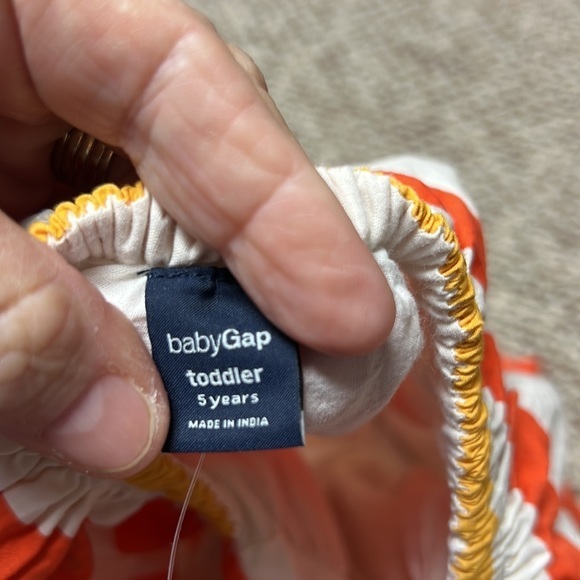 babyGap
toddler
5 years
MADE IN INDIA